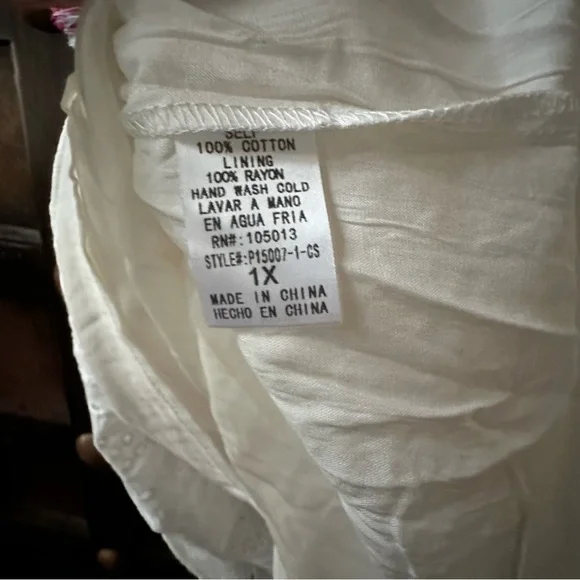 SELF
100% COTTON
LINING
100% RAYON
HAND WASH COLD
LAVAR A MANO
EN AGUA FRIA
RN#:105013
STYLE#:P15007-1-CS
1X
MADE IN CHINA
HECHO EN CHINA